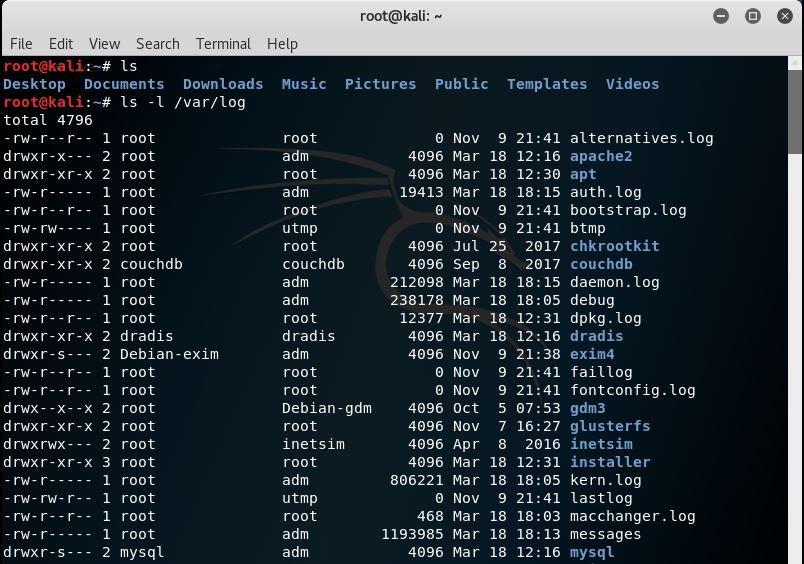 root@kali: ~
File Edit View Search Terminal Help
root@kali:~# ls
Desktop  Documents  Downloads  Music  Pictures  Public  Templates  Videos
root@kali:~# ls -l /var/log
total 4796
-rw-r--r-- 1 root              root                 0 Nov  9 21:41 alternatives.log
drwxr-x--- 2 root              adm               4096 Mar 18 12:16 apache2
drwxr-xr-x 2 root              root              4096 Mar 18 12:30 apt
-rw-r----- 1 root              adm              19413 Mar 18 18:15 auth.log
-rw-r--r-- 1 root              root                 0 Nov  9 21:41 bootstrap.log
-rw-rw---- 1 root              utmp                 0 Nov  9 21:41 btmp
drwxr-xr-x 2 root              root              4096 Jul 25  2017 chkrootkit
drwxr-xr-x 2 couchdb           couchdb           4096 Sep  8  2017 couchdb
-rw-r----- 1 root              adm             212098 Mar 18 18:15 daemon.log
-rw-r----- 1 root              adm             238178 Mar 18 18:05 debug
-rw-r--r-- 1 root              root             12377 Mar 18 12:31 dpkg.log
drwxr-xr-x 2 dradis            dradis            4096 Mar 18 12:16 dradis
drwxr-s--- 2 Debian-exim       adm               4096 Nov  9 21:38 exim4
-rw-r--r-- 1 root              root                 0 Nov  9 21:41 faillog
-rw-r--r-- 1 root              root                 0 Nov  9 21:41 fontconfig.log
drwx--x--x 2 root              Debian-gdm        4096 Oct  5 07:53 gdm3
drwxr-xr-x 2 root              root              4096 Nov  7 16:27 glusterfs
drwxrwx--- 2 root              inetsim           4096 Apr  8  2016 inetsim
drwxr-xr-x 3 root              root              4096 Mar 18 12:31 installer
-rw-r----- 1 root              adm             806221 Mar 18 18:05 kern.log
-rw-rw-r-- 1 root              utmp                 0 Nov  9 21:41 lastlog
-rw-r--r-- 1 root              root               468 Mar 18 18:03 macchanger.log
-rw-r----- 1 root              adm            1193985 Mar 18 18:13 messages
drwxr-s--- 2 mysql             adm               4096 Mar 18 12:16 mysql